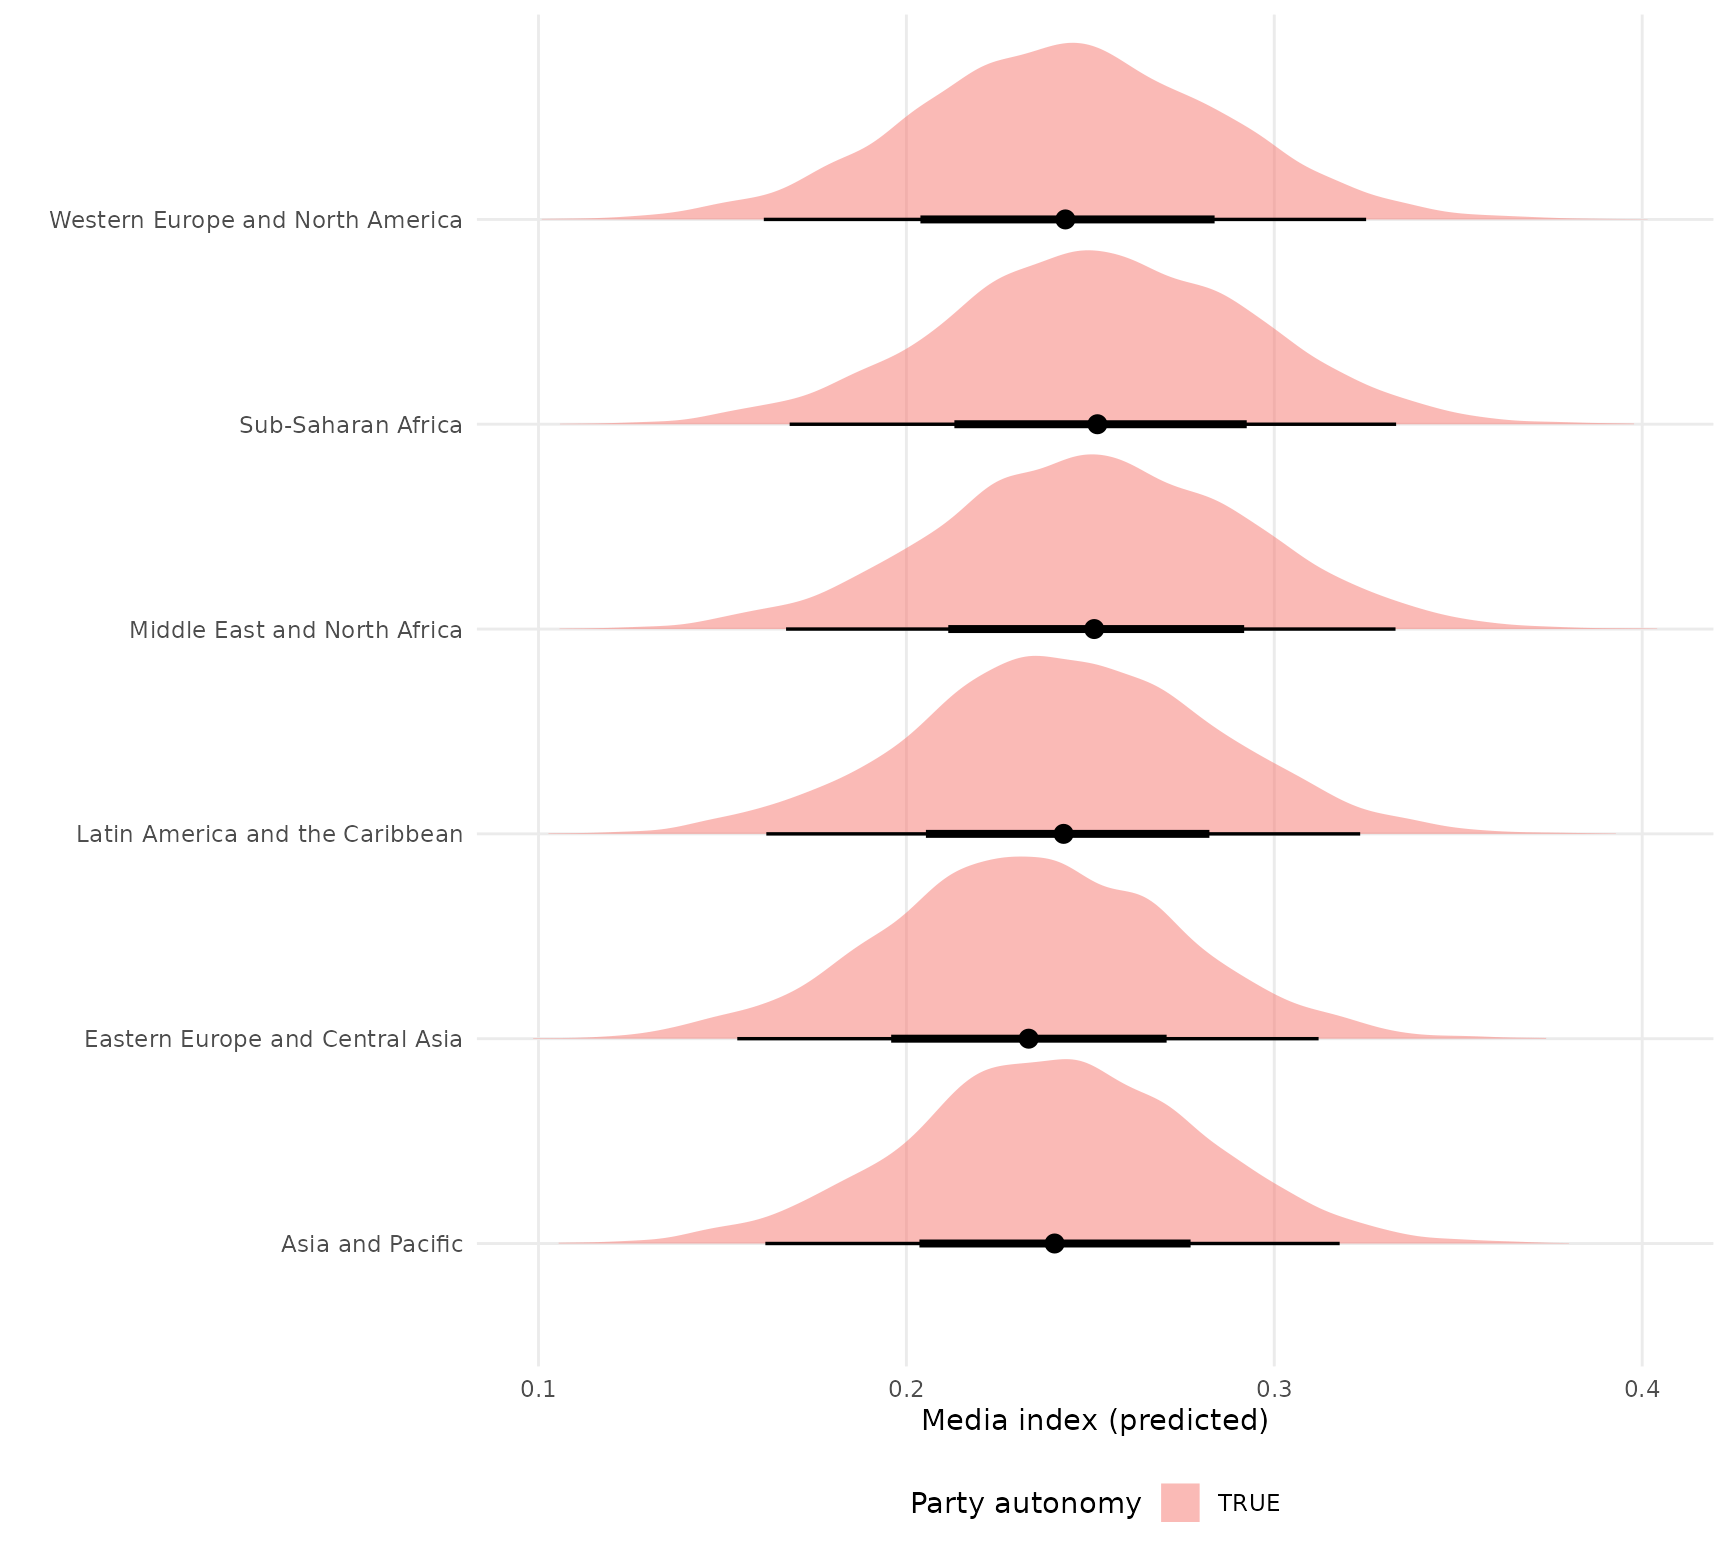 Western Europe and North America
Sub-Saharan Africa
Middle East and North Africa
Latin America and the Caribbean
Eastern Europe and Central Asia
Asia and Pacific
0.1 0.2 0.3 0.4
Media index (predicted)
Party autonomy TRUE